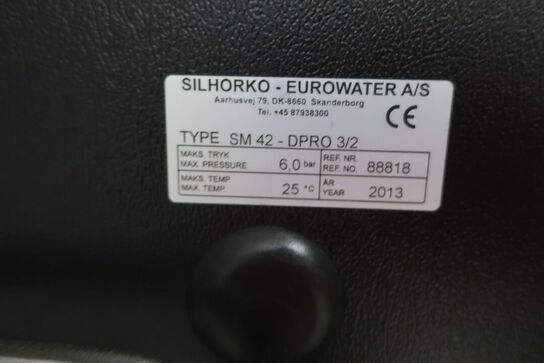 SILHORKO - EUROWATER A/S
Aarhusvej 79, DK-8660 Skanderborg
Tel. +45 87938300
CE
TYPE SM 42 - DPRO 3/2
MAKS. TRYK
MAX. PRESSURE 6,0 bar
REF. NR.
REF. NO. 88818
MAKS. TEMP.
MAX. TEMP. 25 °C
ÅR
YEAR 2013